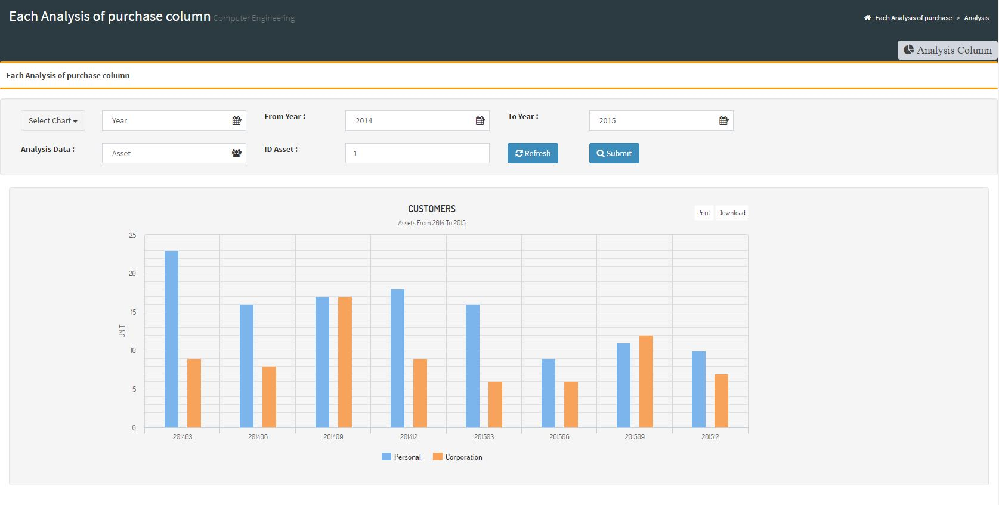 Each Analysis of purchase column Computer Engineering
Each Analysis of purchase > Analysis
Analysis Column
Each Analysis of purchase column
Select Chart
Year
From Year :
2014
To Year :
2015
Analysis Data :
Asset
ID Asset :
1
Refresh
Submit
CUSTOMERS
Assets From 2014 To 2015
Print
Download
25
20
15
10
5
0
UNIT
201403
201406
201409
201412
201503
201506
201509
201512
Personal
Corporation